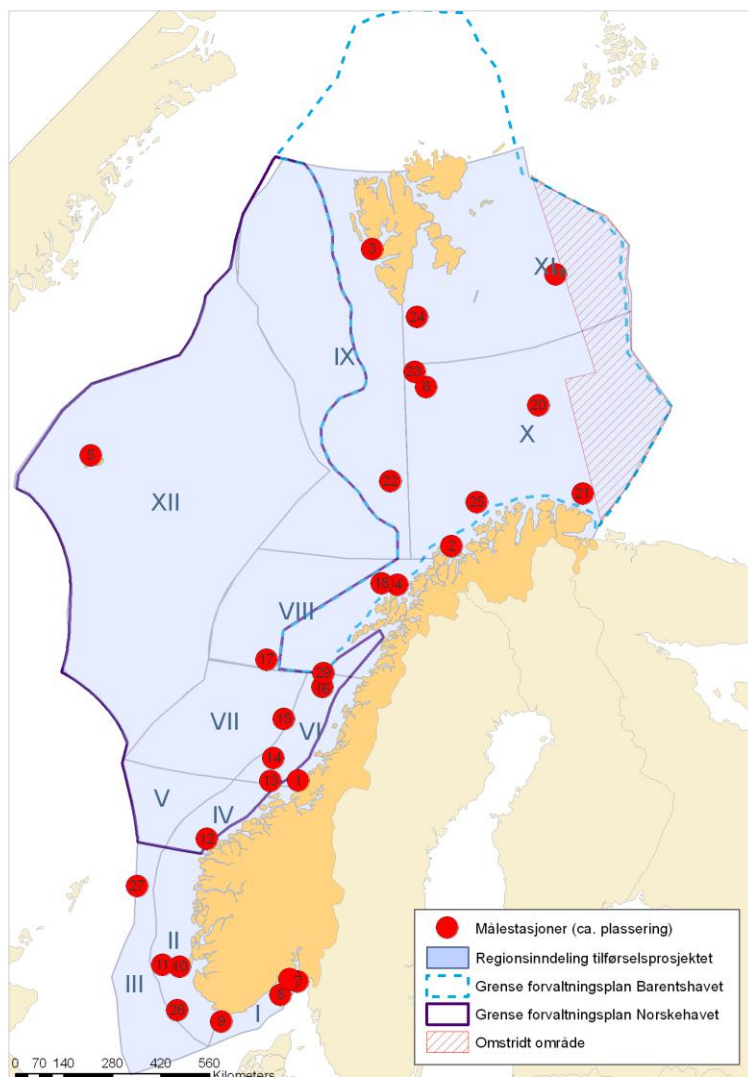 3
XI
24
IX
23
6
20
X
5
22
21
XII
25
2
18
4
VIII
17
29
16
VII
15
VI
14
13
1
V
IV
12
27
II
11
10
III
7
8
26
9
I
Målestasjoner (ca. plassering)
Regionsinndeling tilførselsprosjektet
Grense forvaltningsplan Barentshavet
Grense forvaltningsplan Norskehavet
Omstridt område
0 70 140 280 420 560
Kilometers